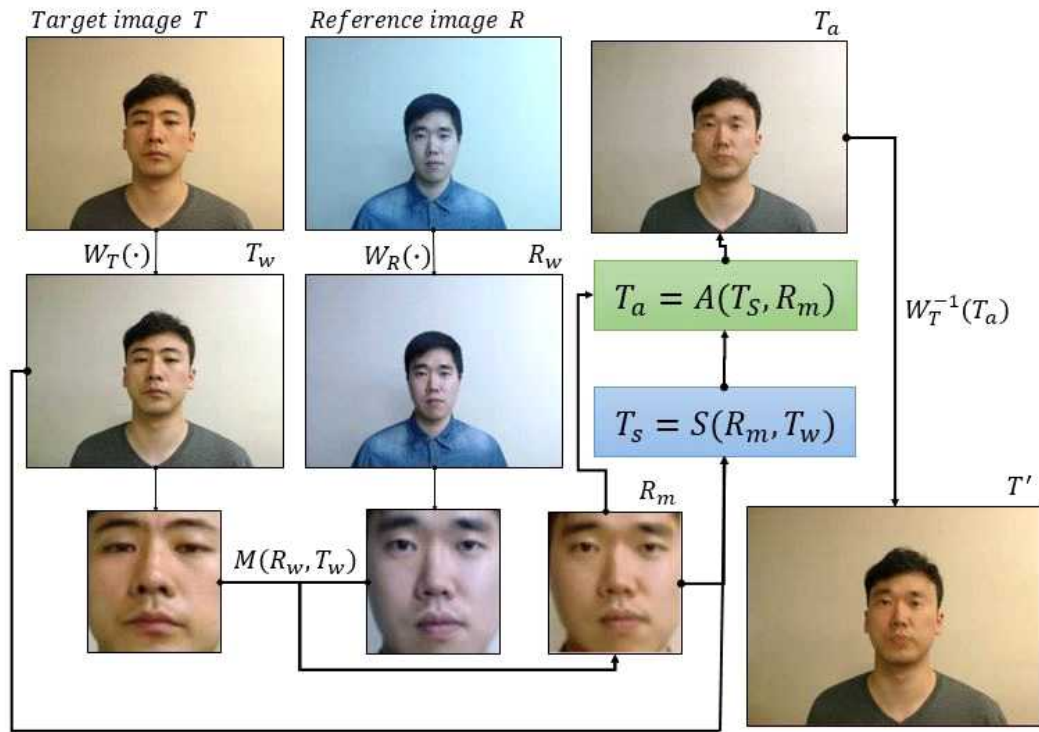 Target image T
Reference image R
T_a
W_T(·)
T_w
W_R(·)
R_w
T_a = A(T_S, R_m)
W_T^{-1}(T_a)
T_s = S(R_m, T_w)
R_m
T′
M(R_w, T_w)